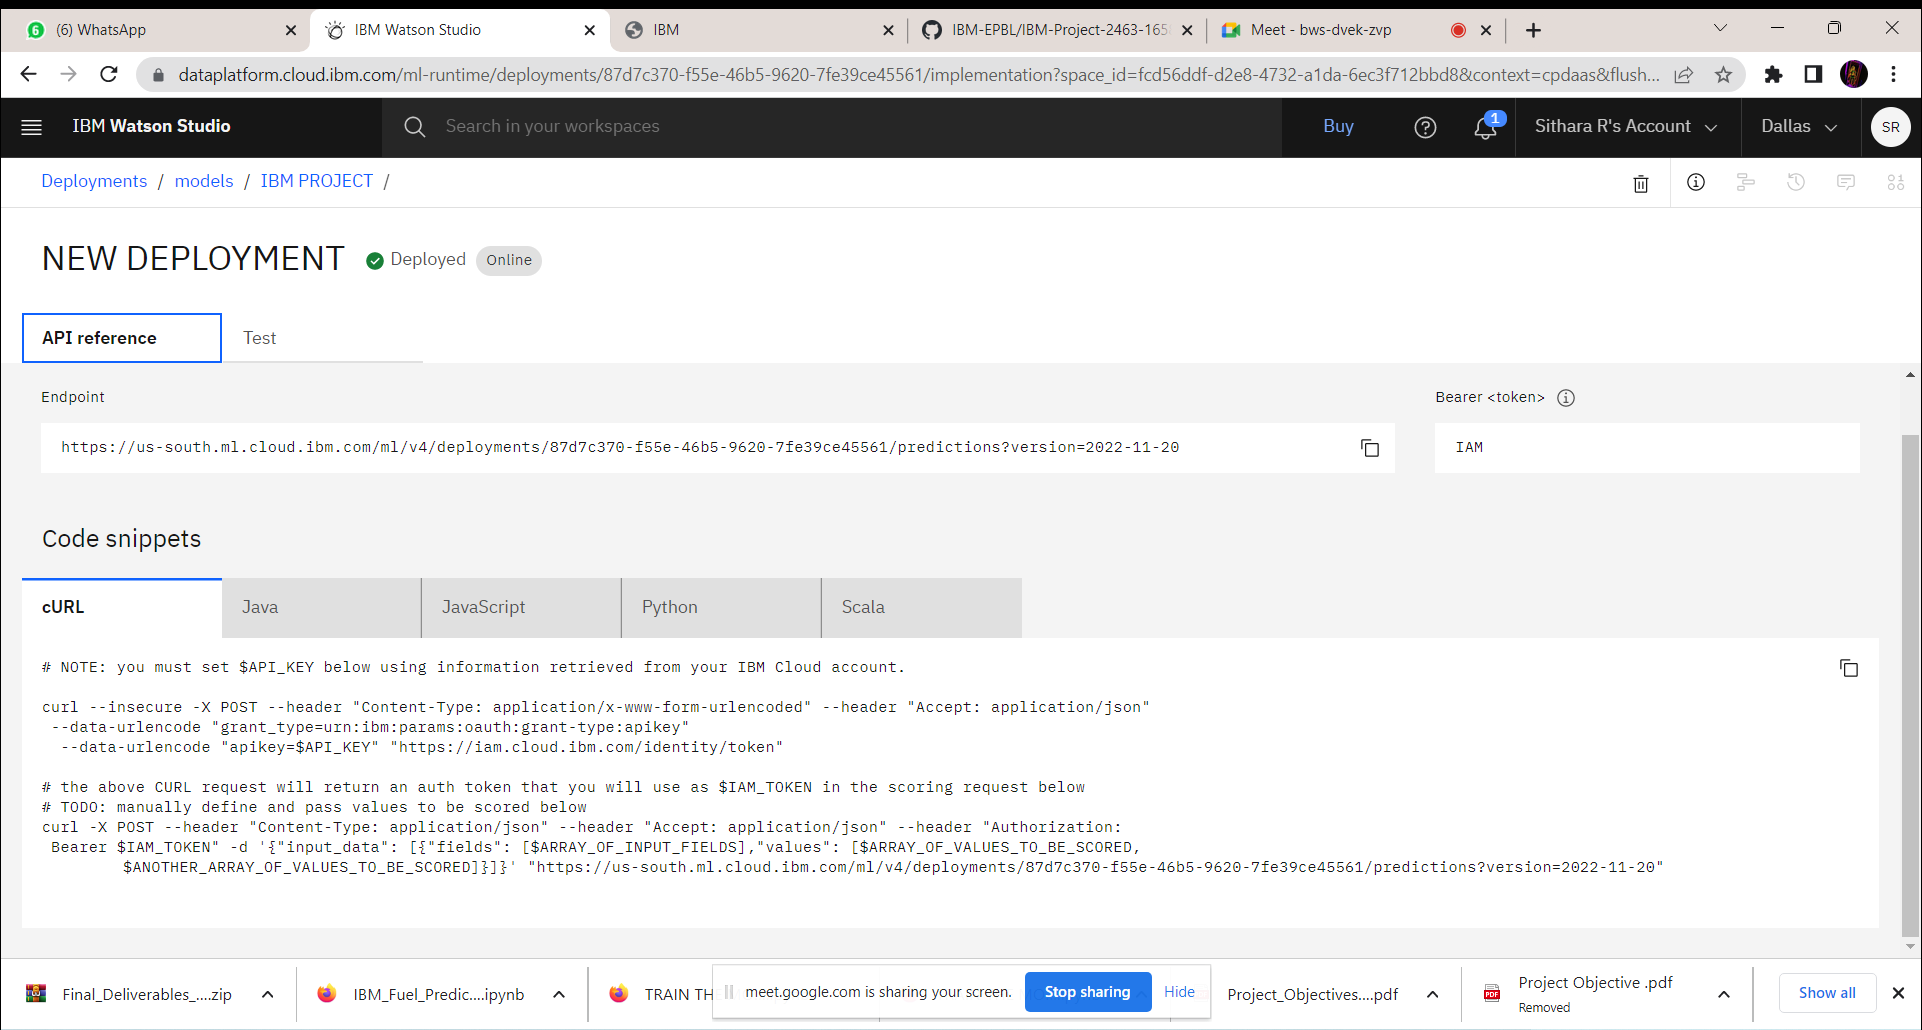 6 (6) WhatsApp
IBM Watson Studio
IBM
IBM-EPBL/IBM-Project-2463-165
Meet - bws-dvek-zvp
dataplatform.cloud.ibm.com/ml-runtime/deployments/87d7c370-f55e-46b5-9620-7fe39ce45561/implementation?space_id=fcd56ddf-d2e8-4732-a1da-6ec3f712bbd8&context=cpdaas&flush...
IBM Watson Studio
Search in your workspaces
Buy
1
Sithara R's Account
Dallas
SR
Deployments / models / IBM PROJECT /
NEW DEPLOYMENT
Deployed
Online
API reference
Test
Endpoint
Bearer <token>
https://us-south.ml.cloud.ibm.com/ml/v4/deployments/87d7c370-f55e-46b5-9620-7fe39ce45561/predictions?version=2022-11-20
IAM
Code snippets
cURL
Java
JavaScript
Python
Scala
# NOTE: you must set $API_KEY below using information retrieved from your IBM Cloud account.
curl --insecure -X POST --header "Content-Type: application/x-www-form-urlencoded" --header "Accept: application/json"
--data-urlencode "grant_type=urn:ibm:params:oauth:grant-type:apikey"
--data-urlencode "apikey=$API_KEY" "https://iam.cloud.ibm.com/identity/token"
# the above CURL request will return an auth token that you will use as $IAM_TOKEN in the scoring request below
# TODO: manually define and pass values to be scored below
curl -X POST --header "Content-Type: application/json" --header "Accept: application/json" --header "Authorization:
Bearer $IAM_TOKEN" -d '{"input_data": [{"fields": [$ARRAY_OF_INPUT_FIELDS],"values": [$ARRAY_OF_VALUES_TO_BE_SCORED,
$ANOTHER_ARRAY_OF_VALUES_TO_BE_SCORED]}]}' "https://us-south.ml.cloud.ibm.com/ml/v4/deployments/87d7c370-f55e-46b5-9620-7fe39ce45561/predictions?version=2022-11-20"
Final_Deliverables_....zip
IBM_Fuel_Predic....ipynb
TRAIN TH
meet.google.com is sharing your screen.
Stop sharing
Hide
Project_Objectives....pdf
PDF
Project Objective .pdf
Removed
Show all